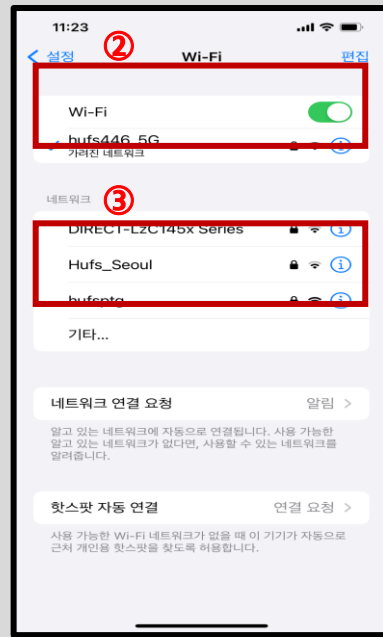 11:23
②
설정
Wi-Fi
편집
Wi-Fi
hufs446_5G
가려진 네트워크
네트워크
③
DIRECT-LzC145x Series
Hufs_Seoul
hufsptg
기타...
네트워크 연결 요청
알림
알고 있는 네트워크에 자동으로 연결됩니다. 사용 가능한
알고 있는 네트워크가 없다면, 사용할 수 있는 네트워크를
알려줍니다.
핫스팟 자동 연결
연결 요청
사용 가능한 Wi-Fi 네트워크가 없을 때 이 기기가 자동으로
근처 개인용 핫스팟을 찾도록 허용합니다.